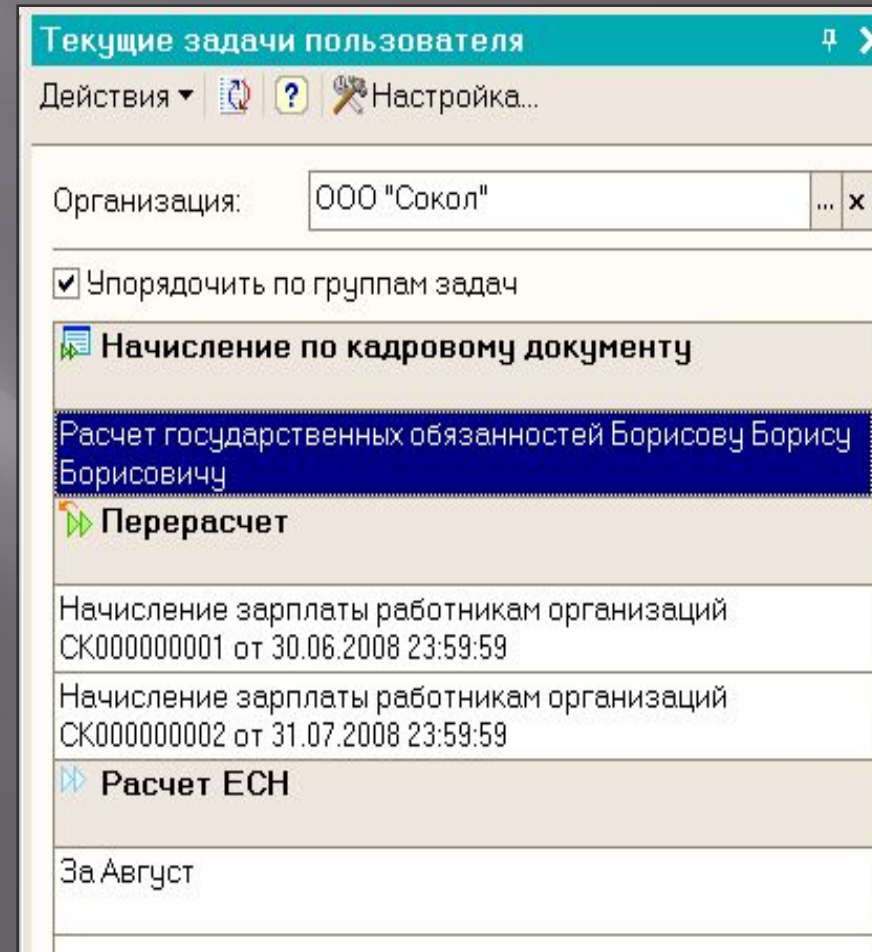 Текущие задачи пользователя
Действия ? Настройка...
Организация: ООО "Сокол" ... x
Упорядочить по группам задач
Начисление по кадровому документу
Расчет государственных обязанностей Борисову Борису
Борисовичу
Перерасчет
Начисление зарплаты работникам организаций
СК000000001 от 30.06.2008 23:59:59
Начисление зарплаты работникам организаций
СК000000002 от 31.07.2008 23:59:59
Расчет ЕСН
За Август